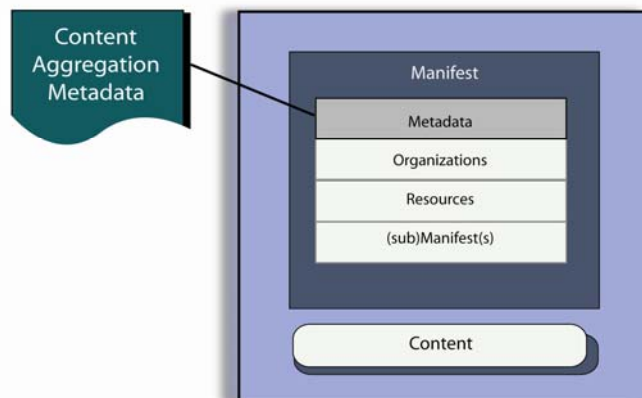 Content
Aggregation
Metadata
Manifest
Metadata
Organizations
Resources
(sub)Manifest(s)
Content